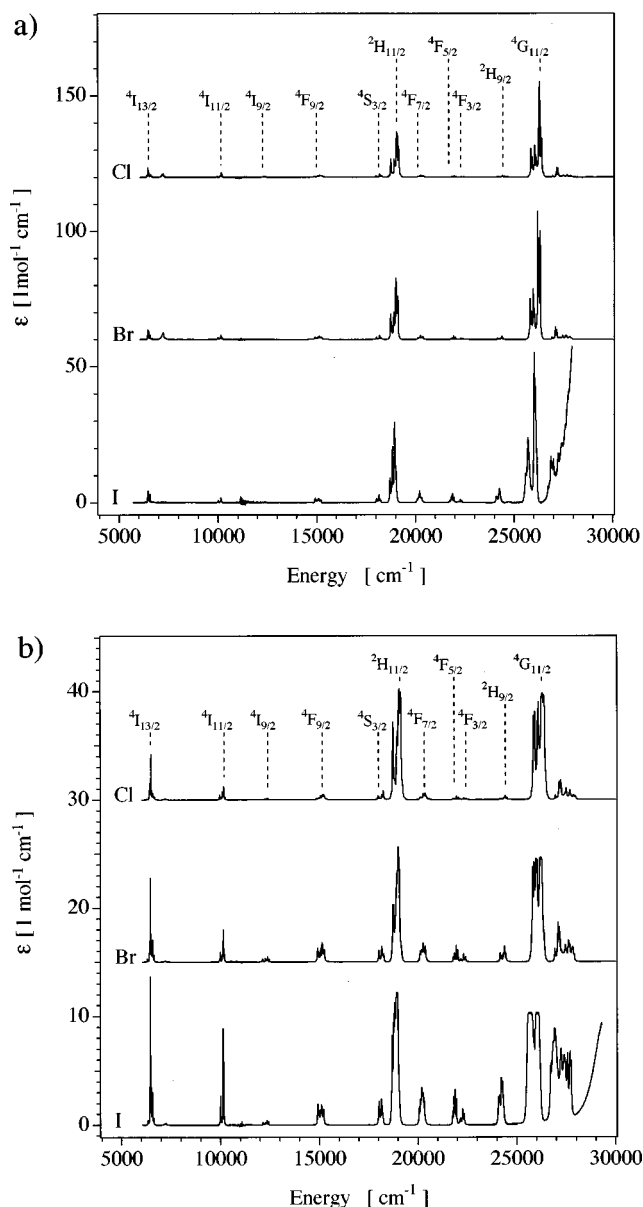 a)
²H₁₁/₂ ⁴F₅/₂ ⁴G₁₁/₂
²H₉/₂
⁴I₁₃/₂ ⁴I₁₁/₂ ⁴I₉/₂ ⁴F₉/₂ ⁴S₃/₂ ⁴F₇/₂ ⁴F₃/₂
150
Cl
100
ε [ 1mol⁻¹ cm⁻¹ ]
Br
50
0
I
5000 10000 15000 20000 25000 30000
Energy [ cm⁻¹ ]
b)
²H₁₁/₂ ⁴F₅/₂ ⁴G₁₁/₂
40
²H₉/₂
⁴I₁₃/₂ ⁴I₁₁/₂ ⁴I₉/₂ ⁴F₉/₂ ⁴S₃/₂ ⁴F₇/₂ ⁴F₃/₂
Cl
30
20
ε [ 1 mol⁻¹ cm⁻¹ ]
Br
10
I
0
5000 10000 15000 20000 25000 30000
Energy [ cm⁻¹ ]